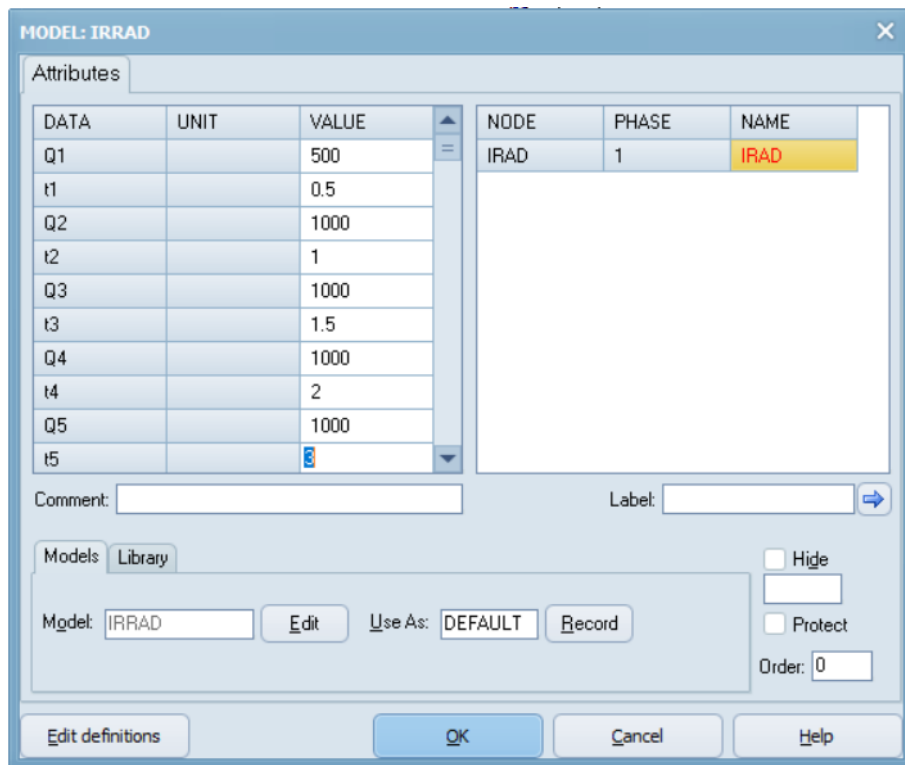 MODEL: IRRAD
Attributes
DATA UNIT VALUE
Q1 500
t1 0.5
Q2 1000
t2 1
Q3 1000
t3 1.5
Q4 1000
t4 2
Q5 1000
t5 3
NODE PHASE NAME
IRAD 1 IRAD
Comment:
Label:
Models Library
Model: IRRAD Edit Use As: DEFAULT Record
Hide
Protect
Order: 0
Edit definitions OK Cancel Help